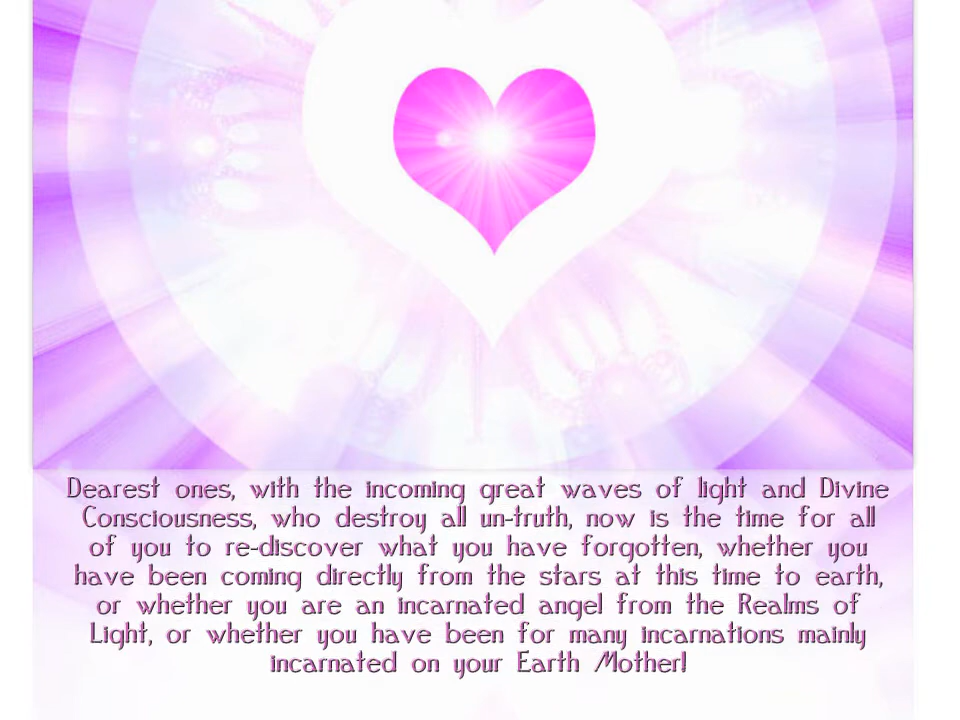 Dearest ones, with the incoming great waves of light and Divine
Consciousness, who destroy all un-truth, now is the time for all
of you to re-discover what you have forgotten, whether you
have been coming directly from the stars at this time to earth,
or whether you are an incarnated angel from the Realms of
Light, or whether you have been for many incarnations mainly
incarnated on your Earth Mother!